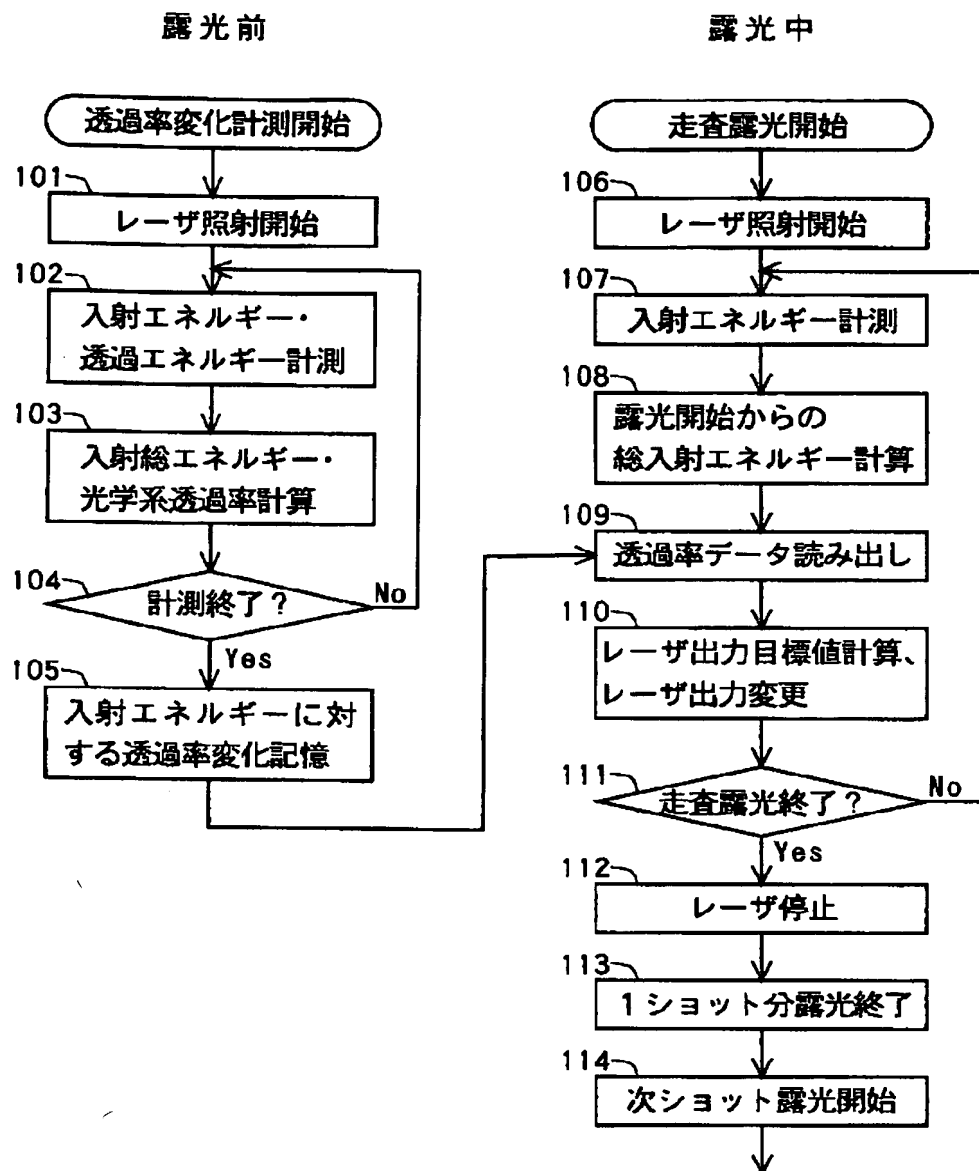 露光前
透過率変化計測開始
101
レーザ照射開始
102
入射エネルギー・
透過エネルギー計測
103
入射総エネルギー・
光学系透過率計算
104
計測終了?
No
Yes
105
入射エネルギーに対
する透過率変化記憶
露光中
走査露光開始
106
レーザ照射開始
107
入射エネルギー計測
108
露光開始からの
総入射エネルギー計算
109
透過率データ読み出し
110
レーザ出力目標値計算、
レーザ出力変更
111
走査露光終了?
No
Yes
112
レーザ停止
113
1ショット分露光終了
114
次ショット露光開始